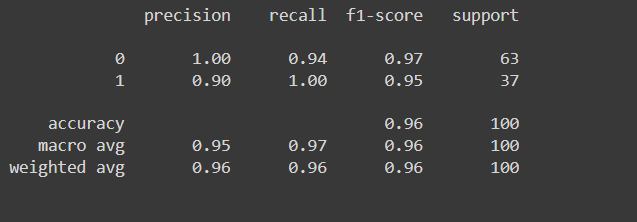 precision recall f1-score support
0 1.00 0.94 0.97 63
1 0.90 1.00 0.95 37
accuracy 0.96 100
macro avg 0.95 0.97 0.96 100
weighted avg 0.96 0.96 0.96 100